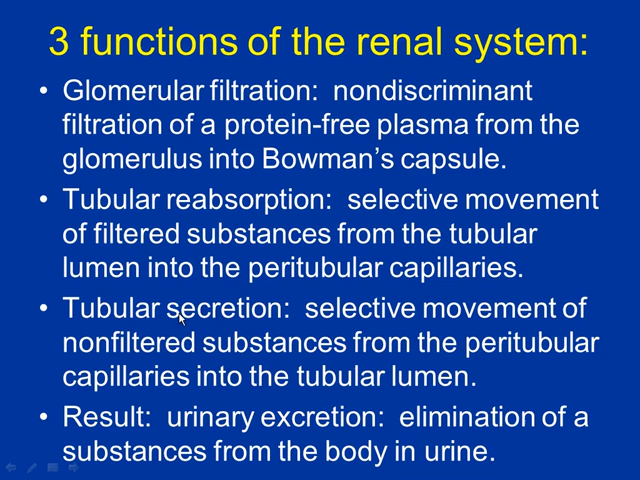 3 functions of the renal system:
• Glomerular filtration:  nondiscriminant
filtration of a protein-free plasma from the
glomerulus into Bowman’s capsule.
• Tubular reabsorption:  selective movement
of filtered substances from the tubular
lumen into the peritubular capillaries.
• Tubular secretion:  selective movement of
nonfiltered substances from the peritubular
capillaries into the tubular lumen.
• Result:  urinary excretion:  elimination of a
substances from the body in urine.